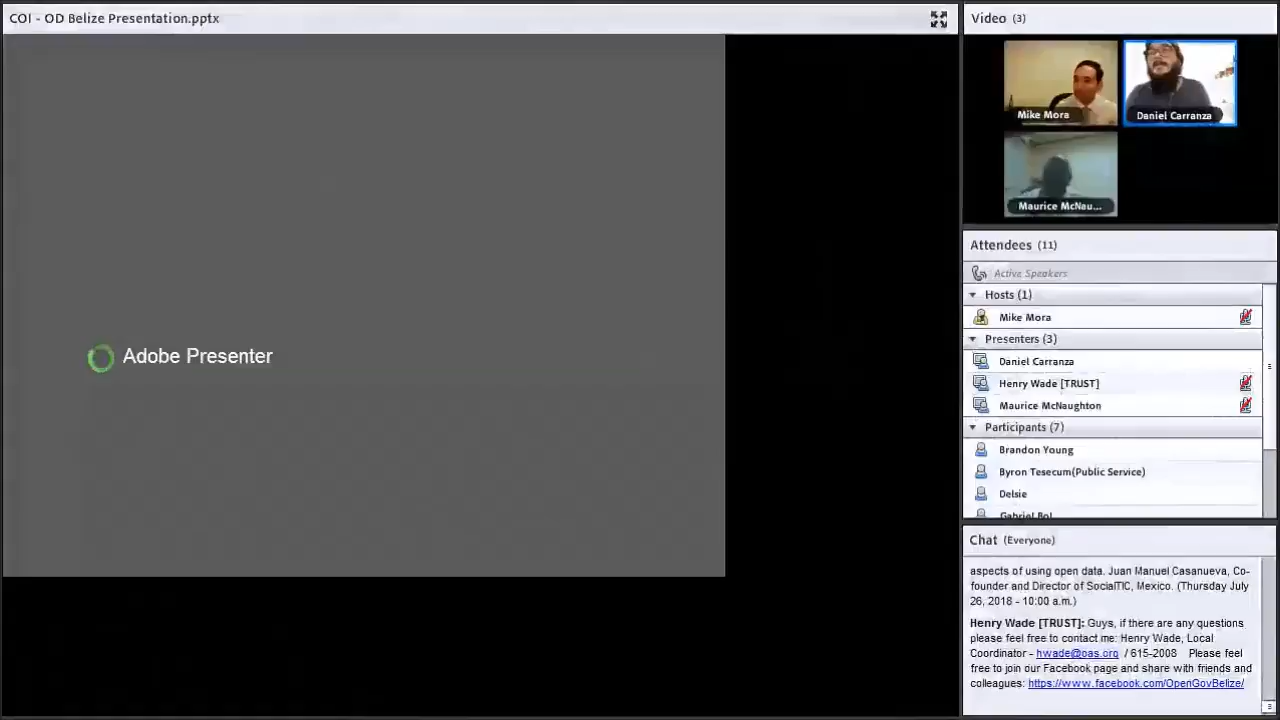 COI - OD Belize Presentation.pptx
Adobe Presenter
Video (3)
Mike Mora
Daniel Carranza
Maurice McNau...
Attendees (11)
Active Speakers
Hosts (1)
Mike Mora
Presenters (3)
Daniel Carranza
Henry Wade [TRUST]
Maurice McNaughton
Participants (7)
Brandon Young
Byron Tesecum(Public Service)
Delsie
Gabriel Bol
Chat (Everyone)
aspects of using open data. Juan Manuel Casanueva, Co-
founder and Director of SocialTIC, Mexico. (Thursday July
26, 2018 - 10:00 a.m.)
Henry Wade [TRUST]: Guys, if there are any questions
please feel free to contact me: Henry Wade, Local
Coordinator - hwade@oas.org / 615-2008 Please feel
free to join our Facebook page and share with friends and
colleagues: https://www.facebook.com/OpenGovBelize/